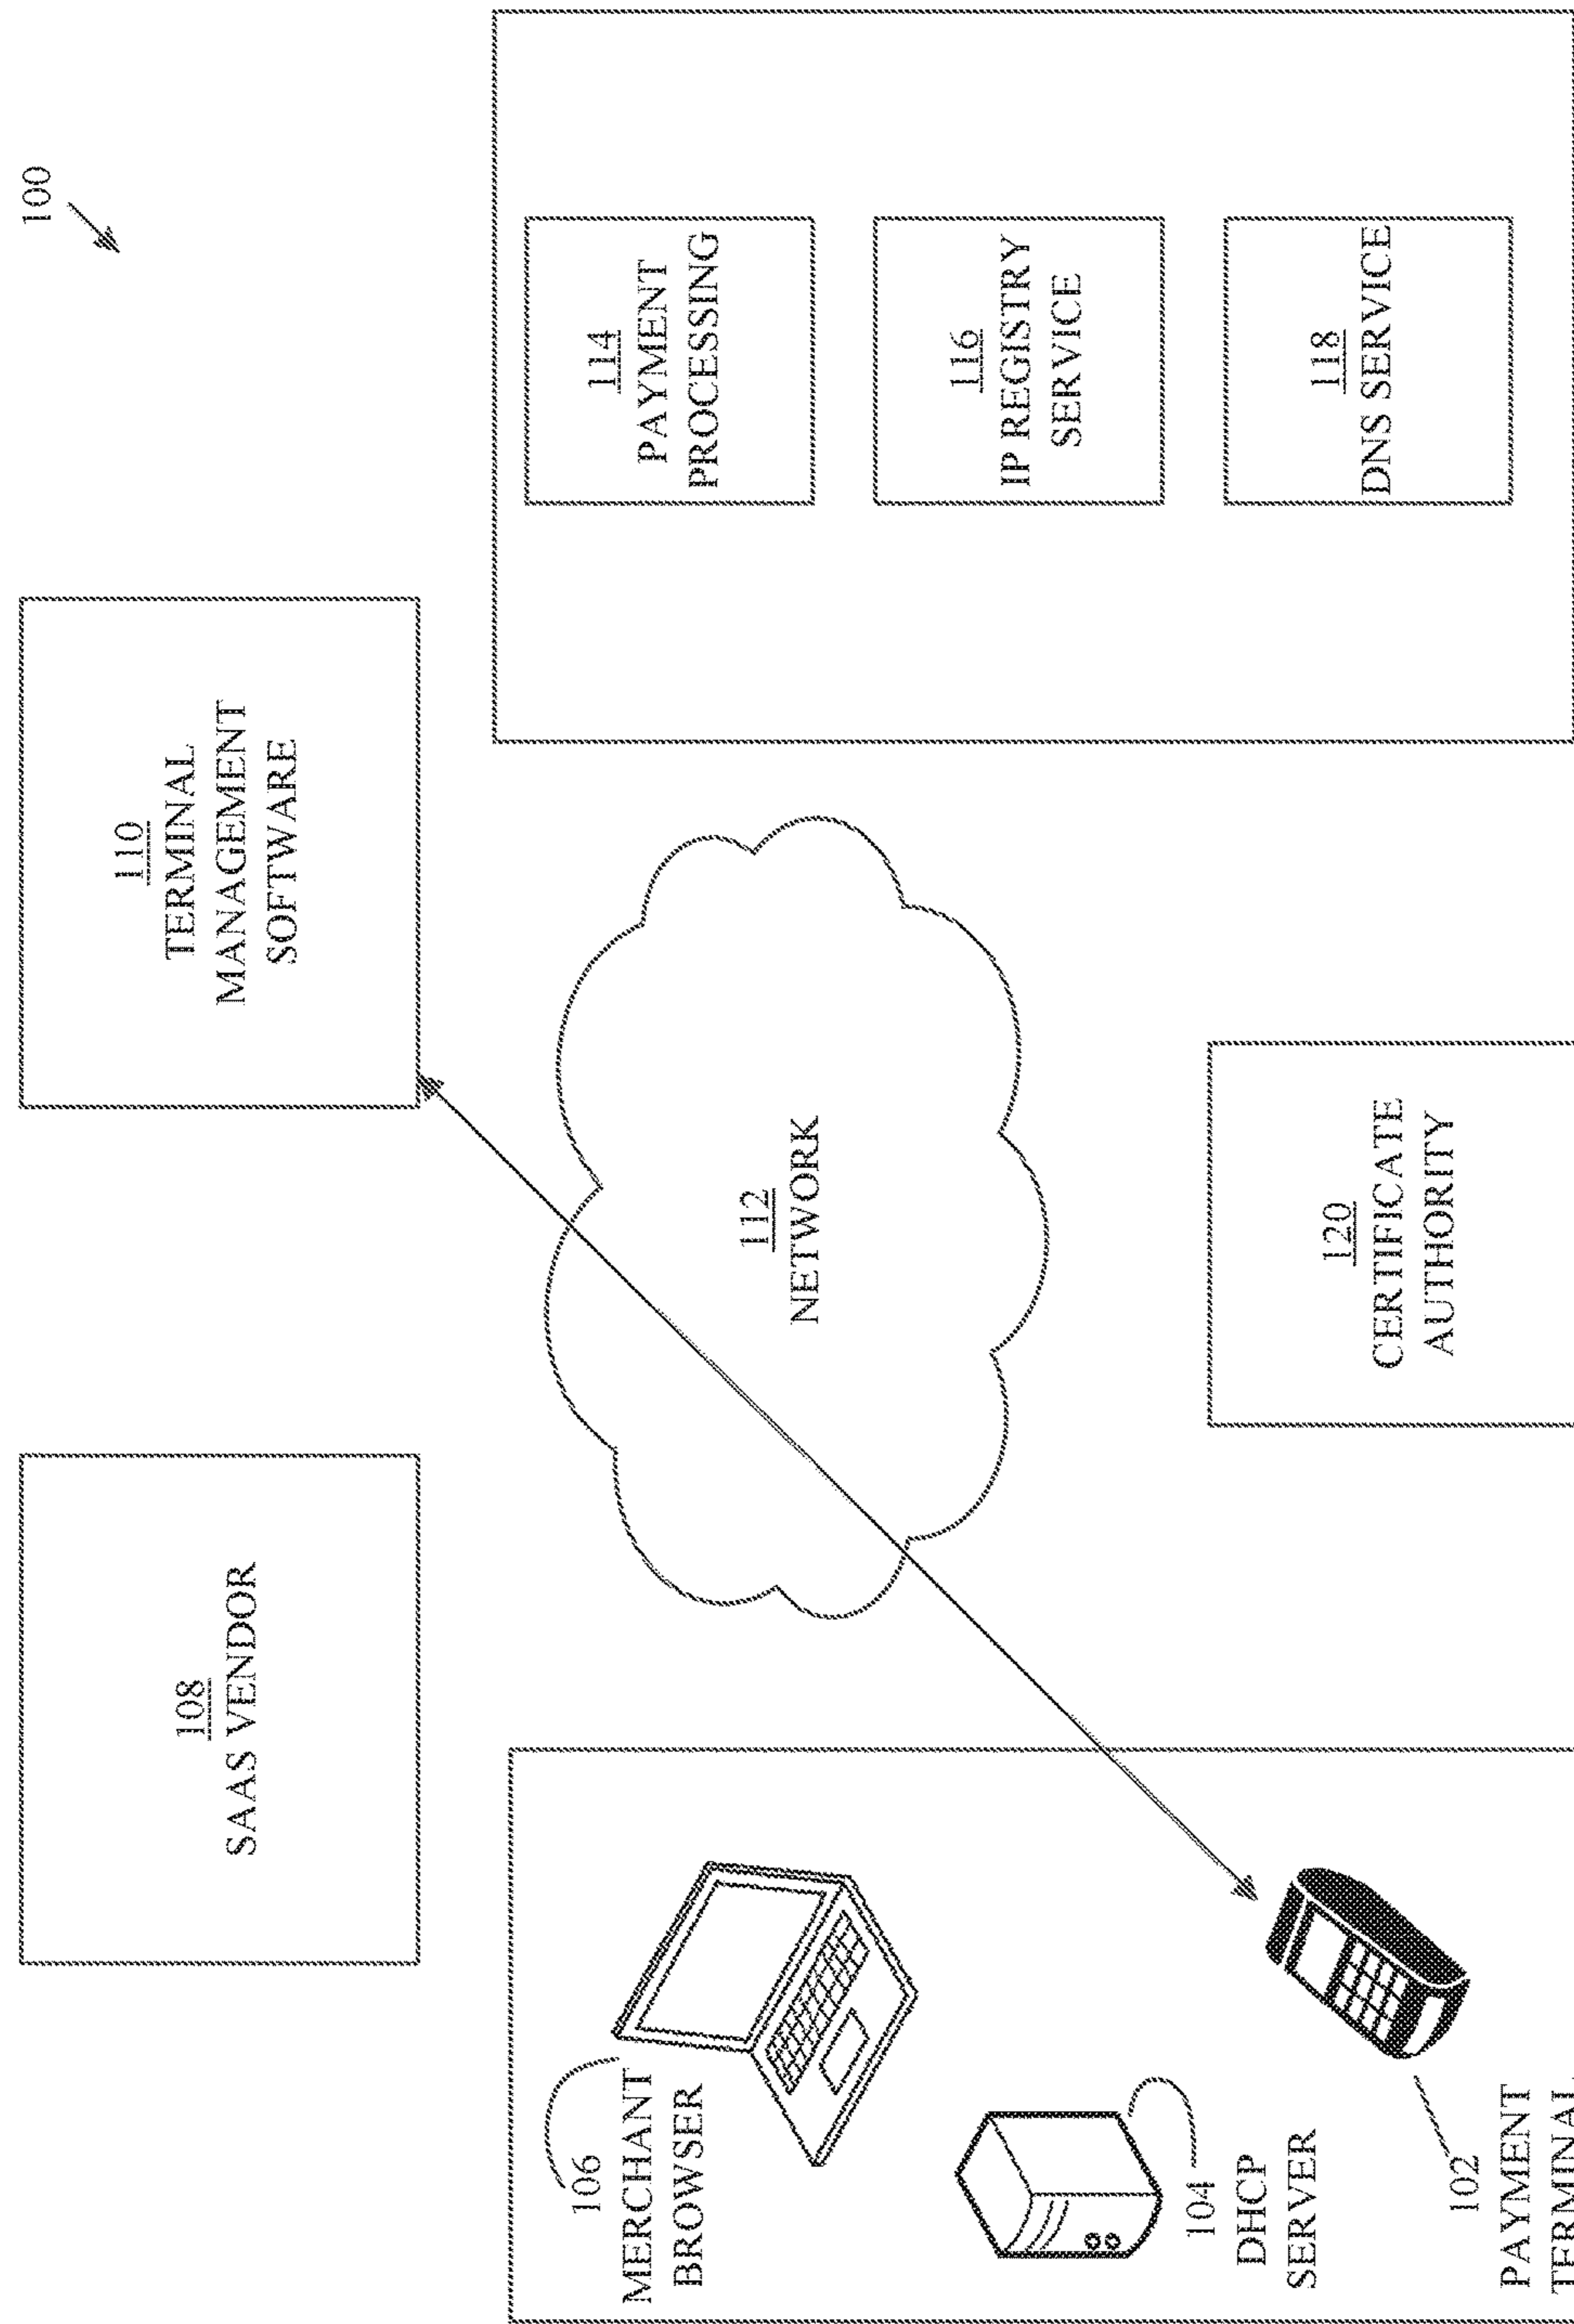 100
108
SAAS VENDOR
110
TERMINAL
MANAGEMENT
SOFTWARE
106
MERCHANT
BROWSER
104
DHCP
SERVER
102
PAYMENT
TERMINAL
112
NETWORK
120
CERTIFICATE
AUTHORITY
114
PAYMENT
PROCESSING
116
IP REGISTRY
SERVICE
118
DNS SERVICE